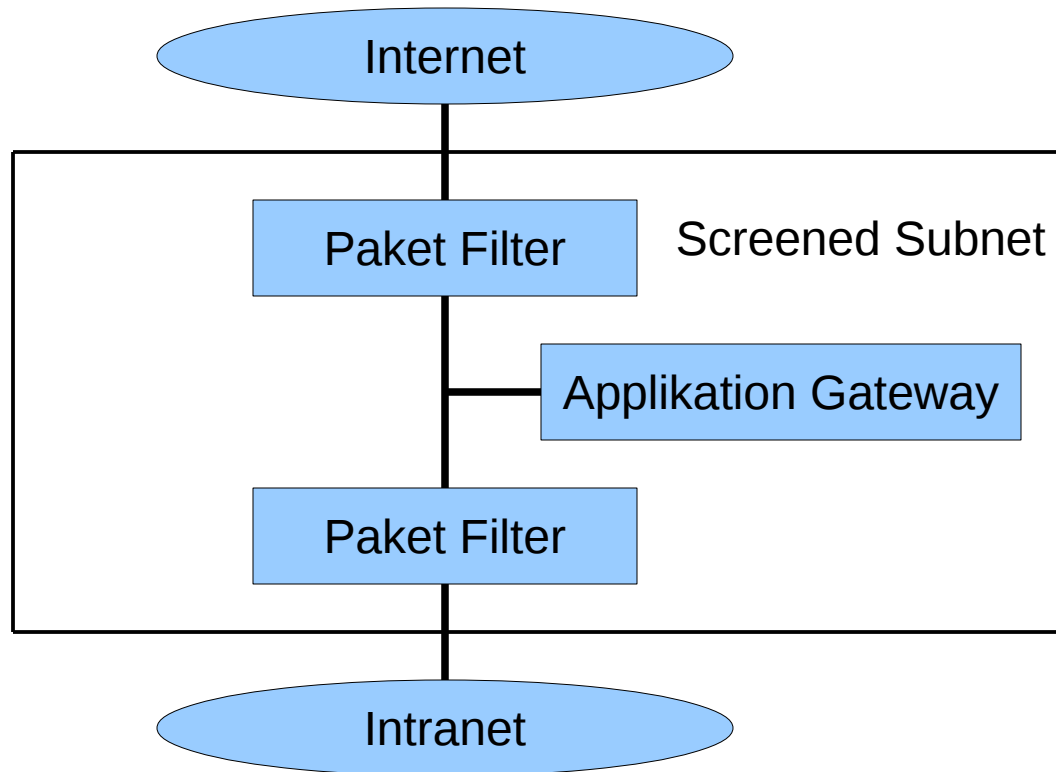 Internet
Paket Filter
Screened Subnet
Applikation Gateway
Paket Filter
Intranet